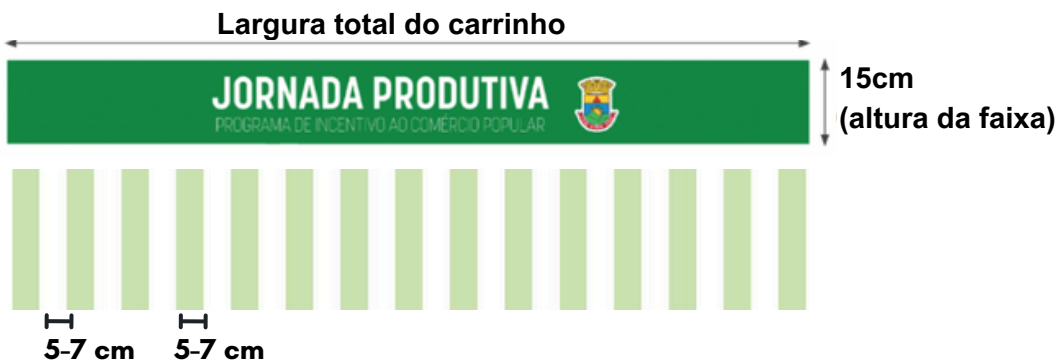 Largura total do carrinho
JORNADA PRODUTIVA
PROGRAMA DE INCENTIVO AO COMÉRCIO POPULAR
15cm
(altura da faixa)
5-7 cm 5-7 cm